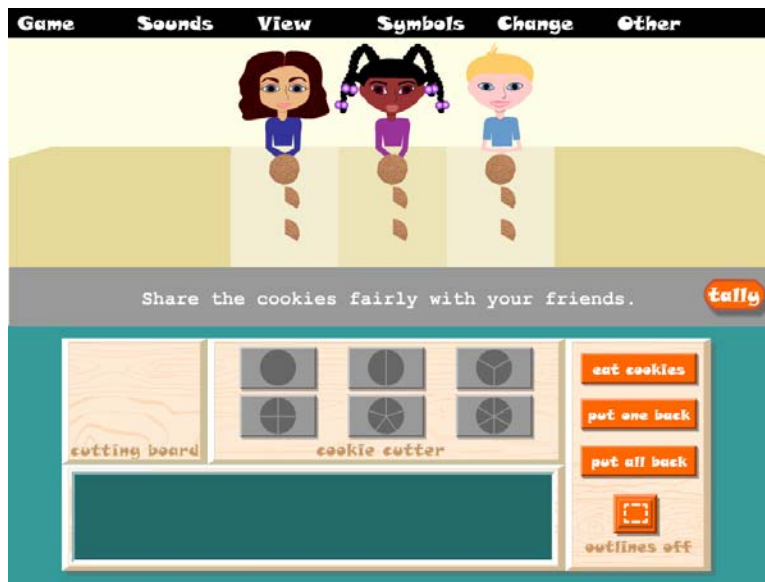 Game Sounds View Symbols Change Other
Share the cookies fairly with your friends.
tally
eat cookies
put one back
put all back
cutting board
cookie cutter
outlines off